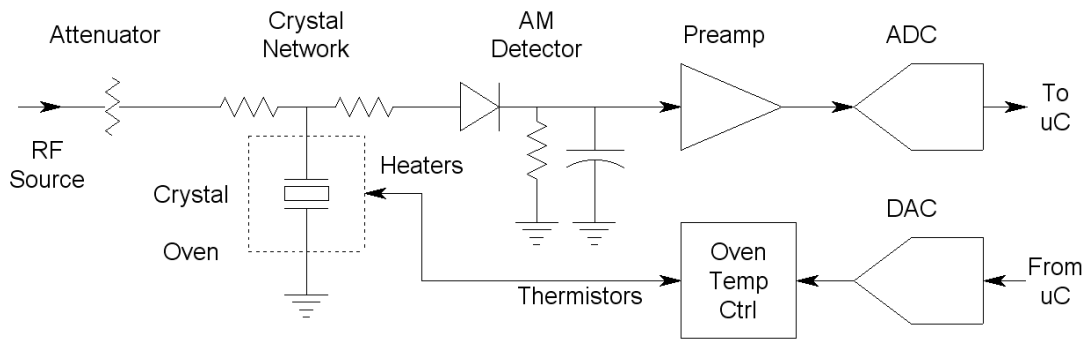 Attenuator
Crystal
Network
AM
Detector
Preamp
ADC
RF
Source
To
uC
Heaters
Crystal
Oven
DAC
Oven
Temp
Ctrl
From
uC
Thermistors